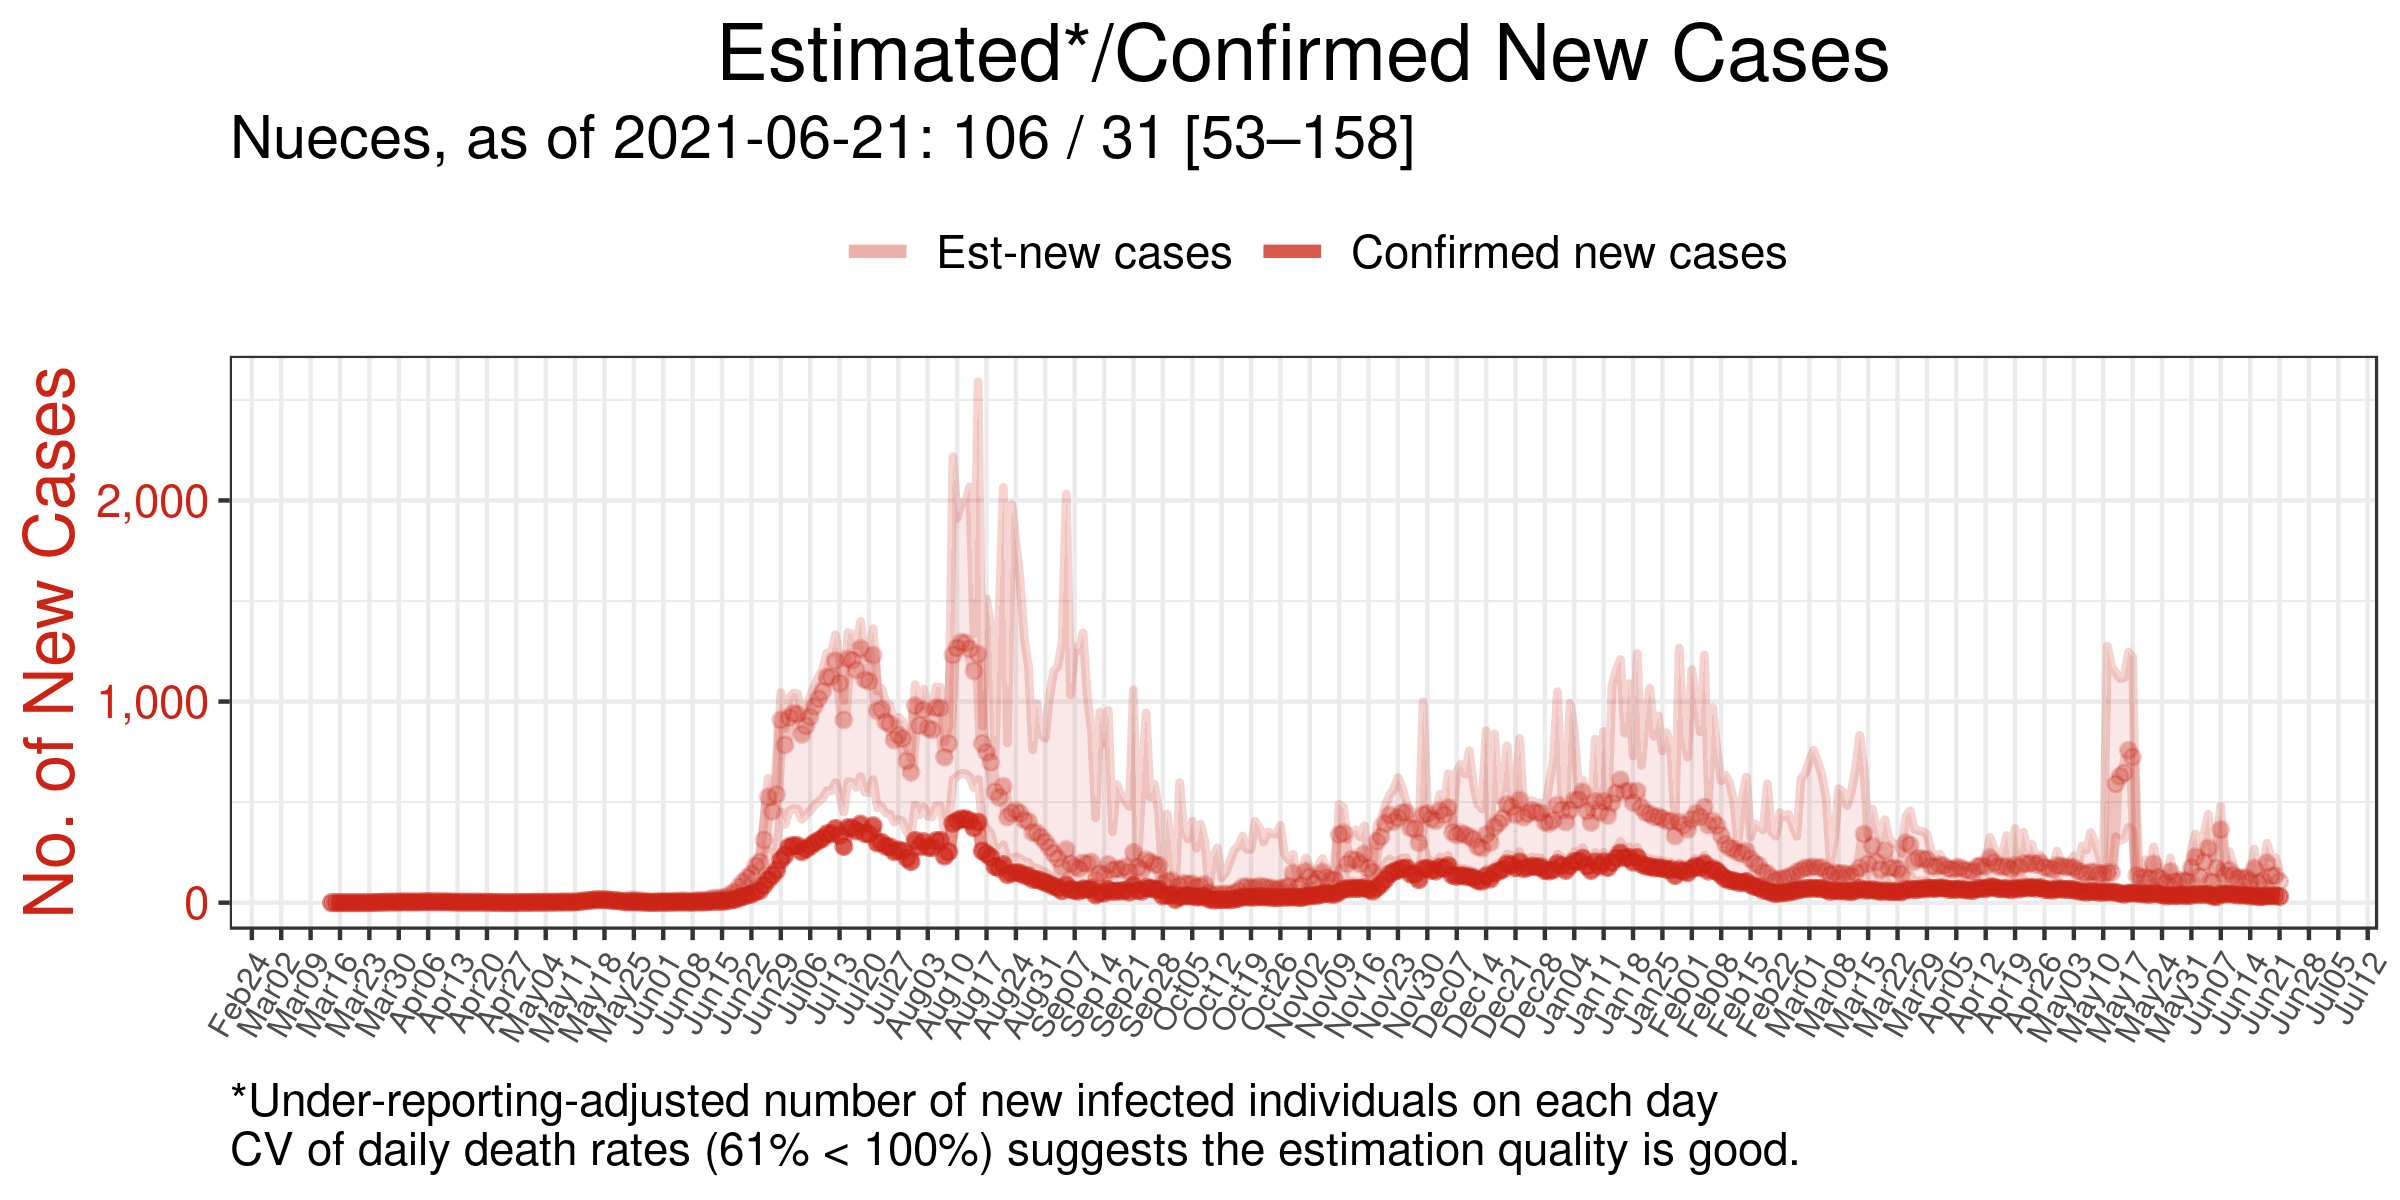 Estimated*/Confirmed New Cases
Nueces, as of 2021-06-21: 106 / 31 [53–158]
Est-new cases Confirmed new cases
No. of New Cases
2,000
1,000
0
Feb24 Mar02 Mar09 Mar16 Mar23 Mar30 Apr06 Apr13 Apr20 Apr27 May04 May11 May18 May25 Jun01 Jun08 Jun15 Jun22 Jun29 Jul06 Jul13 Jul20 Jul27 Aug03 Aug10 Aug17 Aug24 Aug31 Sep07 Sep14 Sep21 Sep28 Oct05 Oct12 Oct19 Oct26 Nov02 Nov09 Nov16 Nov23 Nov30 Dec07 Dec14 Dec21 Dec28 Jan04 Jan11 Jan18 Jan25 Feb01 Feb08 Feb15 Feb22 Mar01 Mar08 Mar15 Mar22 Mar29 Apr05 Apr12 Apr19 Apr26 May03 May10 May17 May24 May31 Jun07 Jun14 Jun21 Jun28 Jul05 Jul12
*Under-reporting-adjusted number of new infected individuals on each day
CV of daily death rates (61% < 100%) suggests the estimation quality is good.